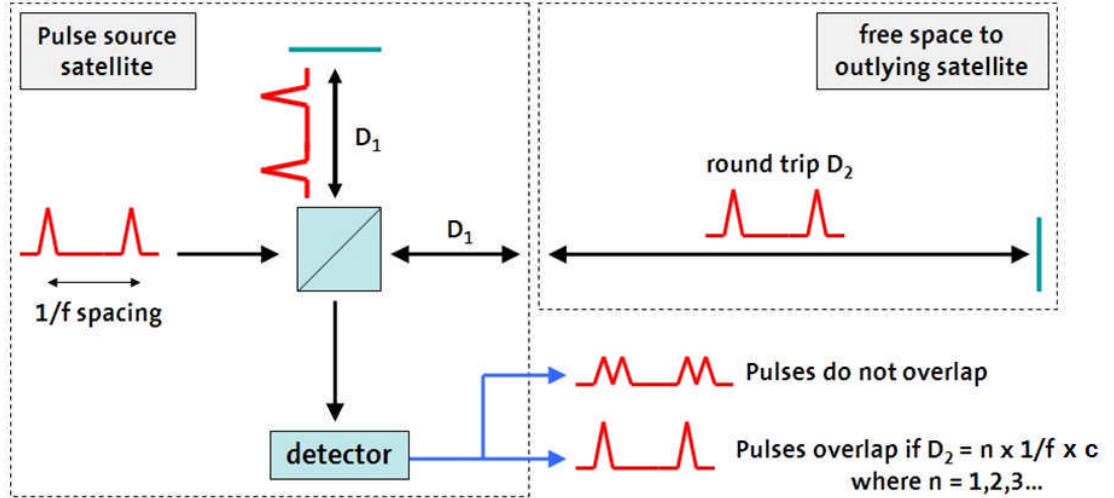 Pulse source
satellite
free space to
outlying satellite
D₁
round trip D₂
D₁
1/f spacing
Pulses do not overlap
detector
Pulses overlap if D₂ = n x 1/f x c
where n = 1,2,3...